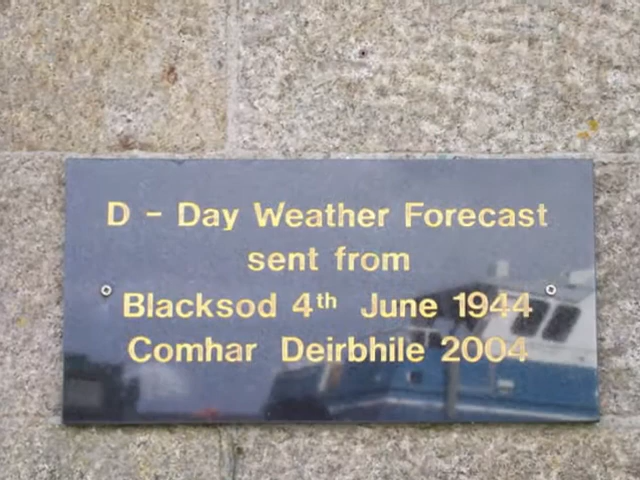 D - Day Weather Forecast
sent from
Blacksod 4th June 1944
Comhar Deirbhile 2004